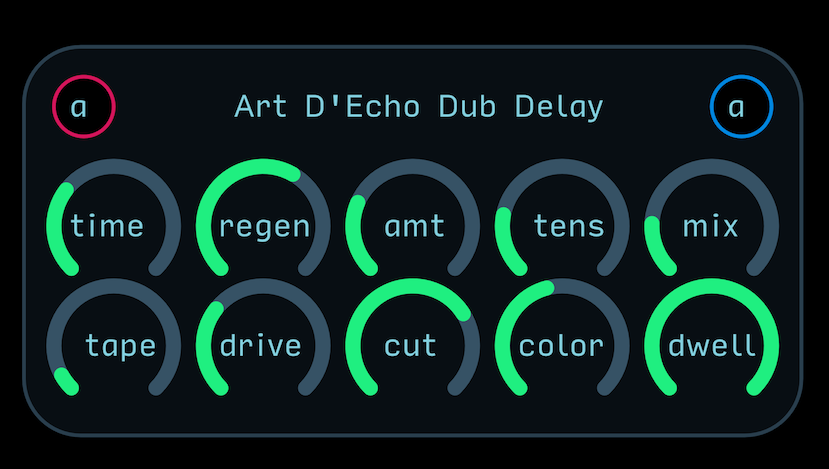 a Art D'Echo Dub Delay a
time regen amt tens mix
tape drive cut color dwell